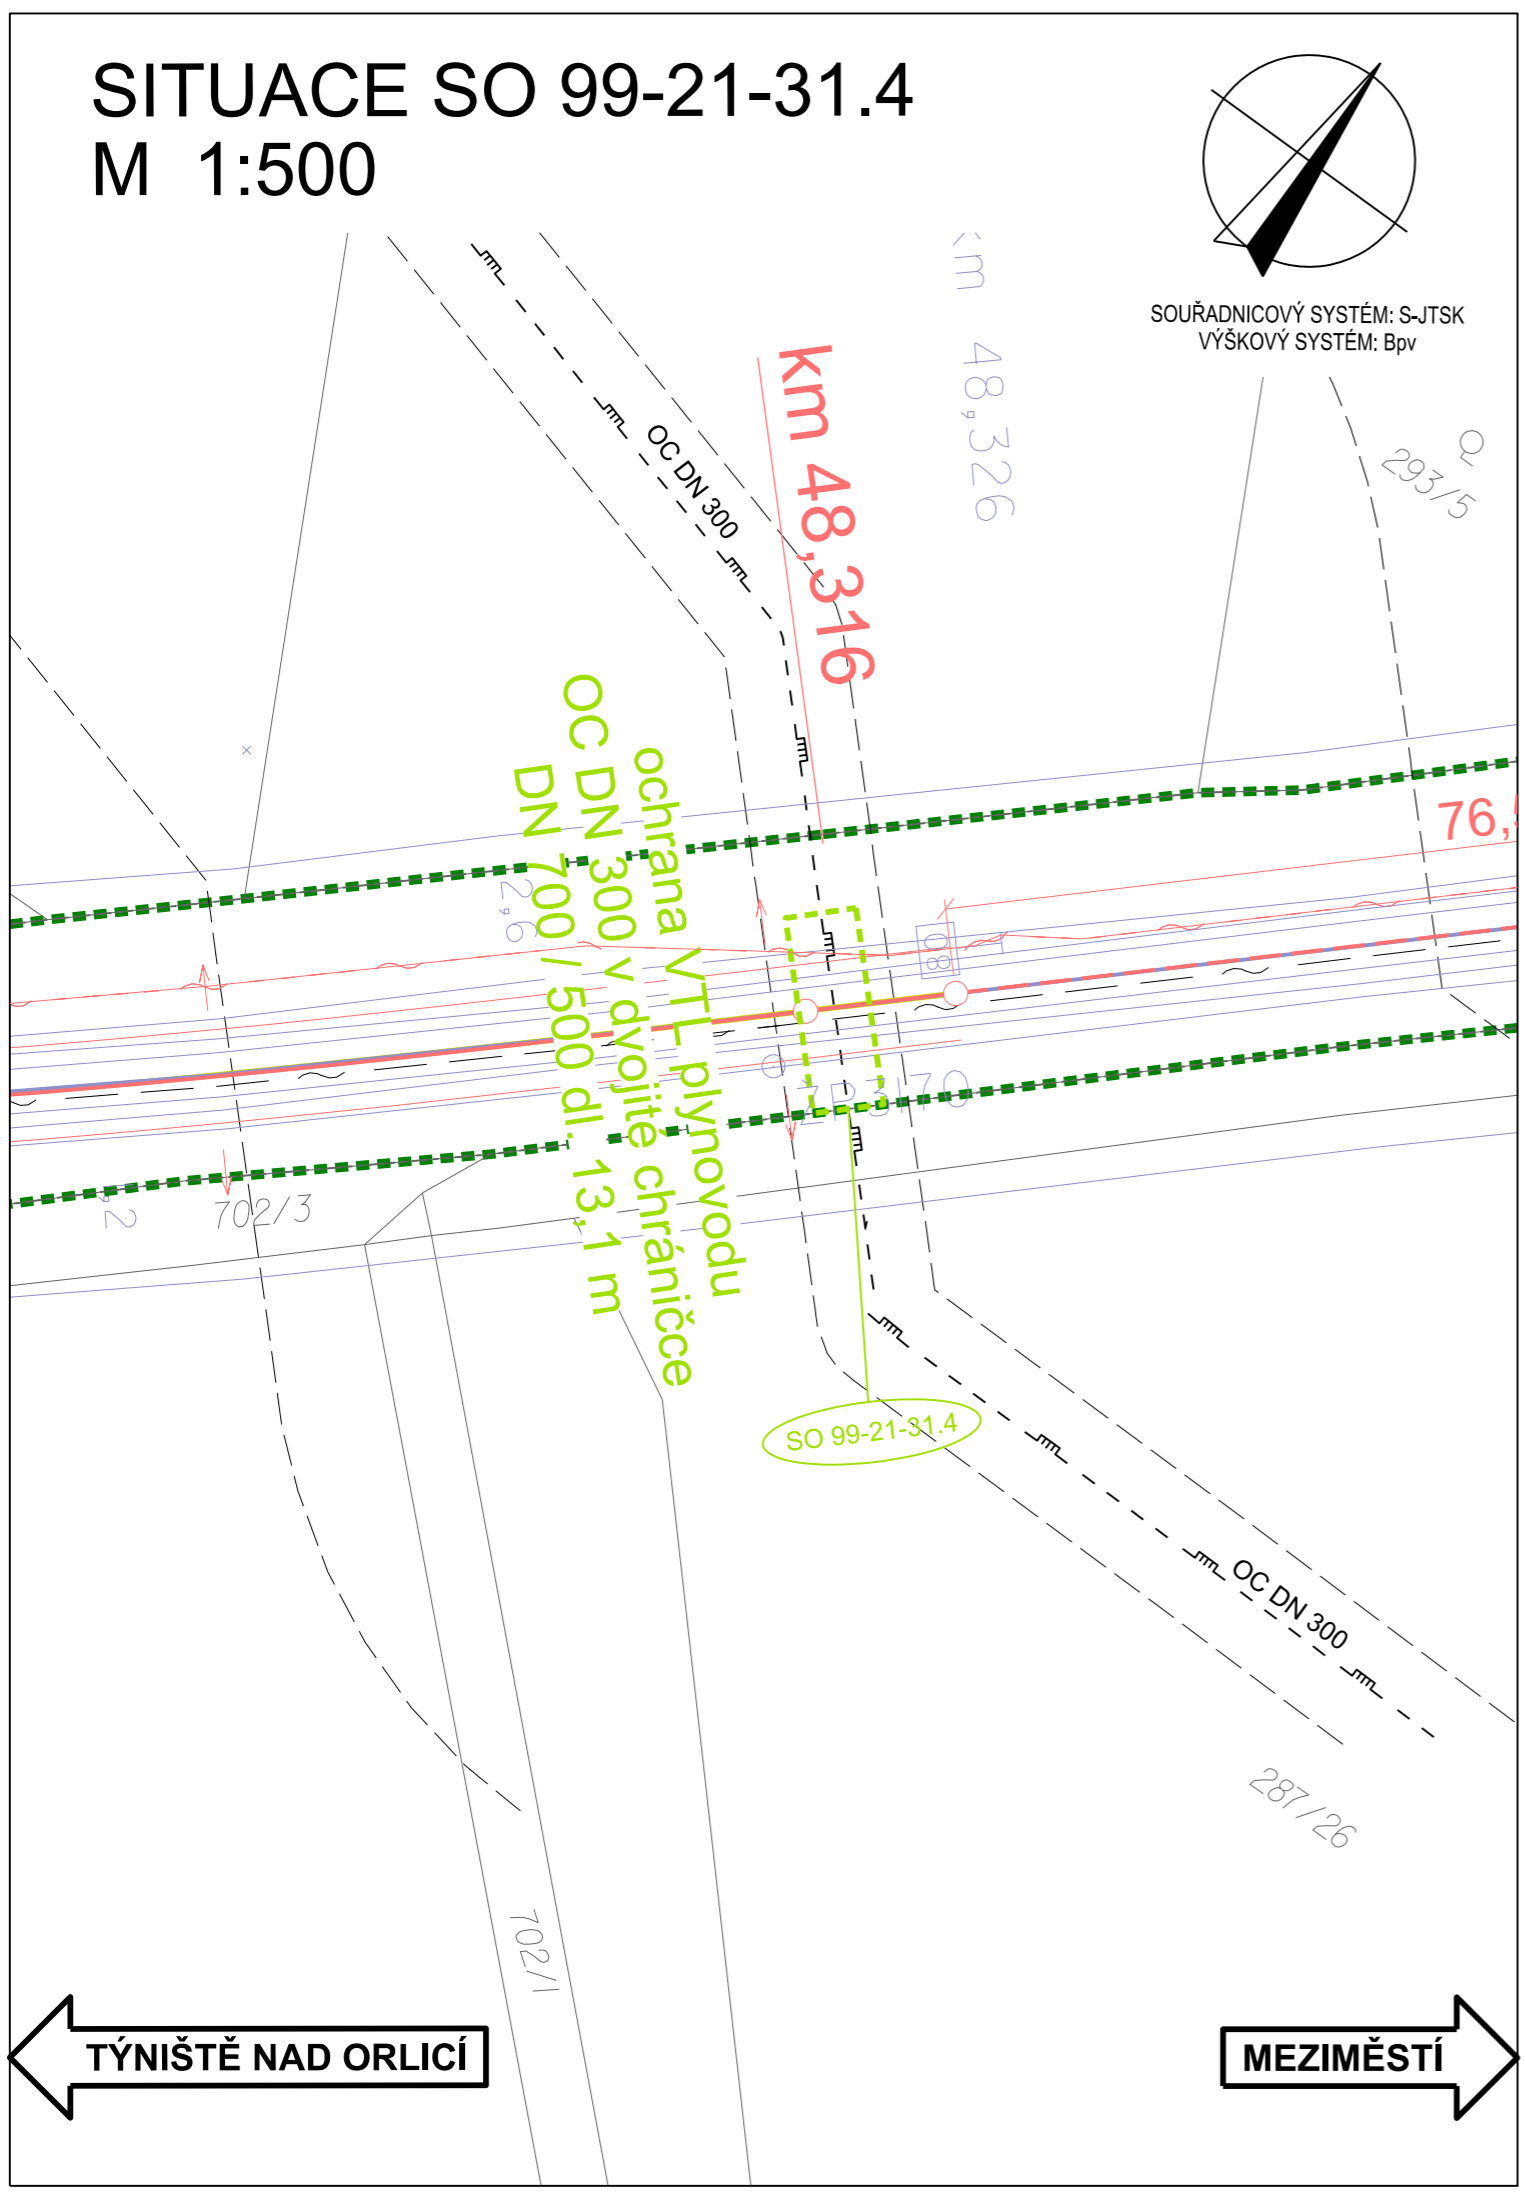 SITUACE SO 99-21-31.4
M 1:500
SOUŘADNICOVÝ SYSTÉM: S-JTSK
VÝŠKOVÝ SYSTÉM: Bpv
km 48,326
km 48,316
OC DN 300
293/5
76,
ochrana VTL plynovodu
OC DN 300 v dvojité chráničce
DN 700 / 500 dl. 13,1 m
2,6
80
702/3
SO 99-21-31.4
OC DN 300
287/26
702/1
TÝNIŠTĚ NAD ORLICÍ
MEZIMĚSTÍ